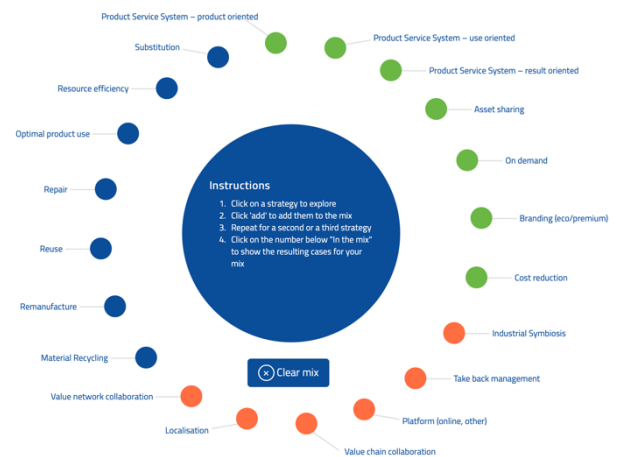 Product Service System – product oriented
Product Service System – use oriented
Substitution
Product Service System – result oriented
Resource efficiency
Asset sharing
Optimal product use
On demand
Instructions
1. Click on a strategy to explore
2. Click 'add' to add them to the mix
3. Repeat for a second or a third strategy
4. Click on the number below "In the mix"
to show the resulting cases for your
mix
Repair
Branding (eco/premium)
Reuse
Cost reduction
Remanufacture
Industrial Symbiosis
Material Recycling
Clear mix
Take back management
Value network collaboration
Platform (online, other)
Localisation
Value chain collaboration